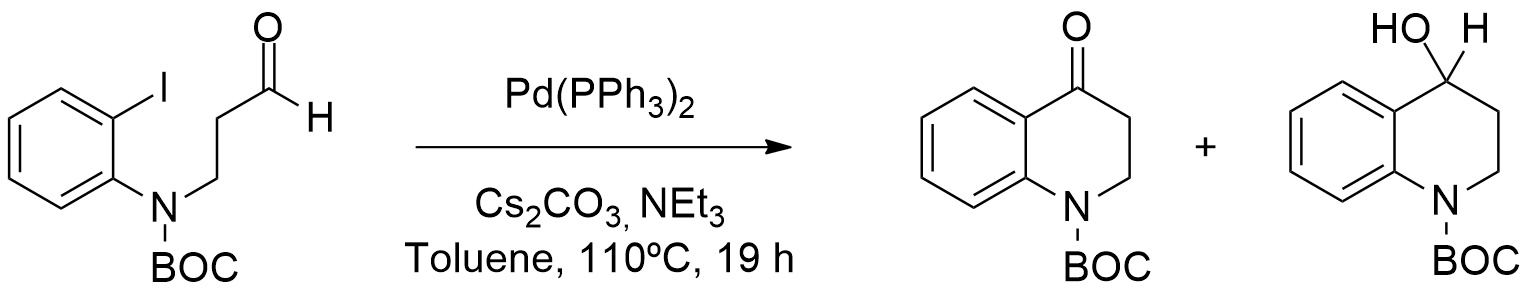 O
H
I
N
BOC
Pd(PPh3)2
Cs2CO3, NEt3
Toluene, 110ºC, 19 h
O
N
BOC
+
HO H
N
BOC